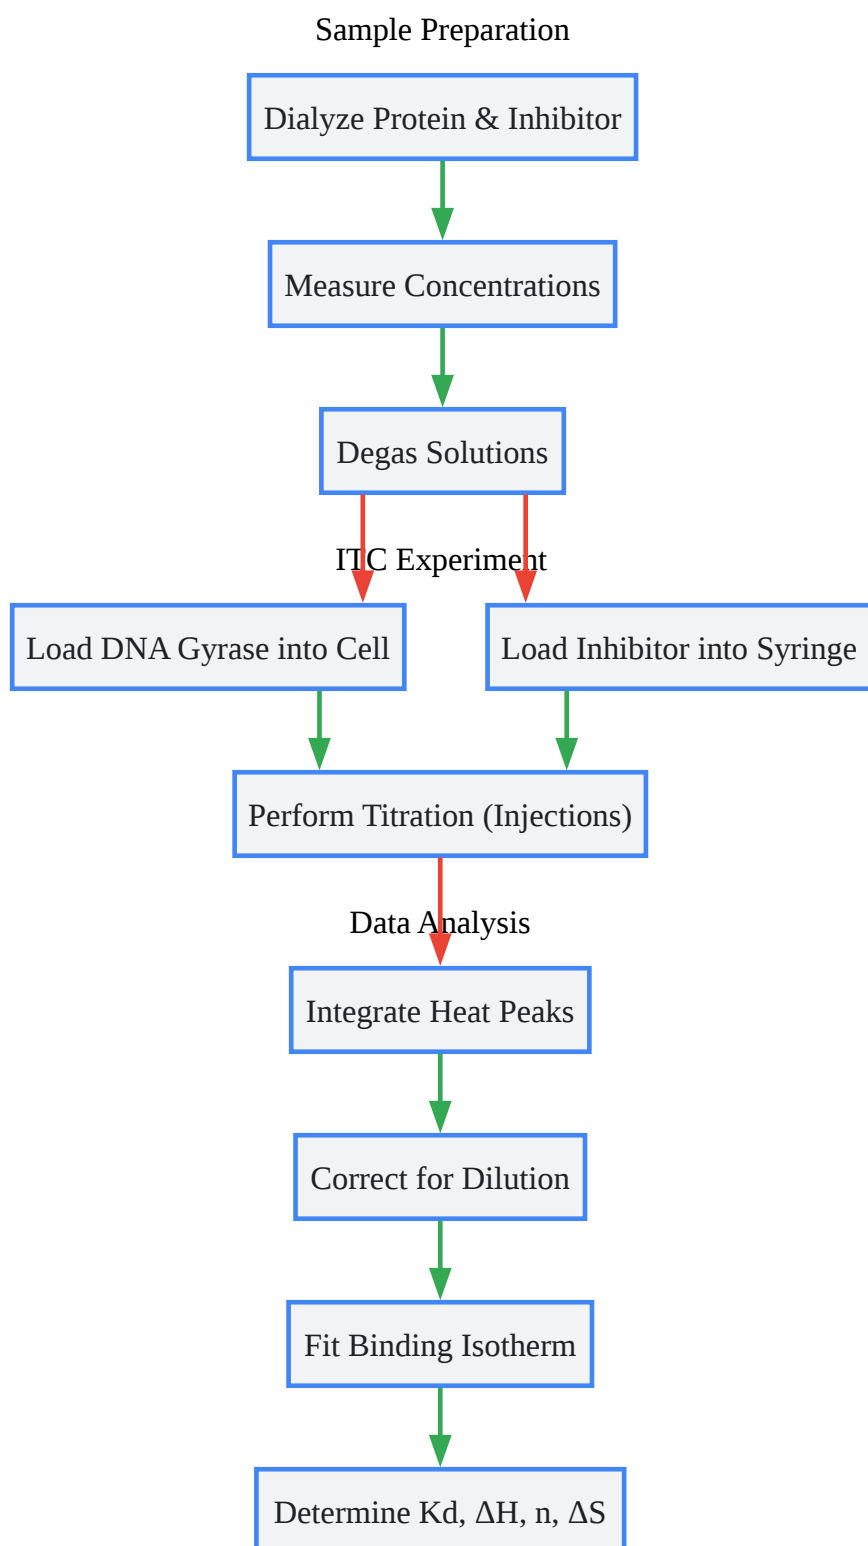 Sample Preparation
Dialyze Protein & Inhibitor
Measure Concentrations
Degas Solutions
ITC Experiment
Load DNA Gyrase into Cell
Load Inhibitor into Syringe
Perform Titration (Injections)
Data Analysis
Integrate Heat Peaks
Correct for Dilution
Fit Binding Isotherm
Determine Kd, ΔH, n, ΔS